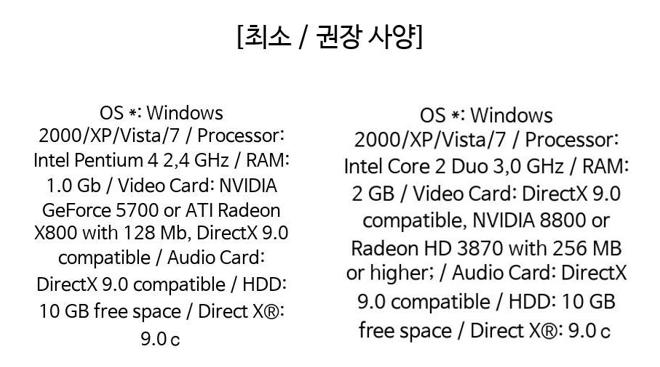 [최소 / 권장 사양]
OS *: Windows
2000/XP/Vista/7 / Processor:
Intel Pentium 4 2,4 GHz / RAM:
1.0 Gb / Video Card: NVIDIA
GeForce 5700 or ATI Radeon
X800 with 128 Mb, DirectX 9.0
compatible / Audio Card:
DirectX 9.0 compatible / HDD:
10 GB free space / Direct X®:
9.0 c
OS *: Windows
2000/XP/Vista/7 / Processor:
Intel Core 2 Duo 3,0 GHz / RAM:
2 GB / Video Card: DirectX 9.0
compatible, NVIDIA 8800 or
Radeon HD 3870 with 256 MB
or higher; / Audio Card: DirectX
9.0 compatible / HDD: 10 GB
free space / Direct X®: 9.0 c